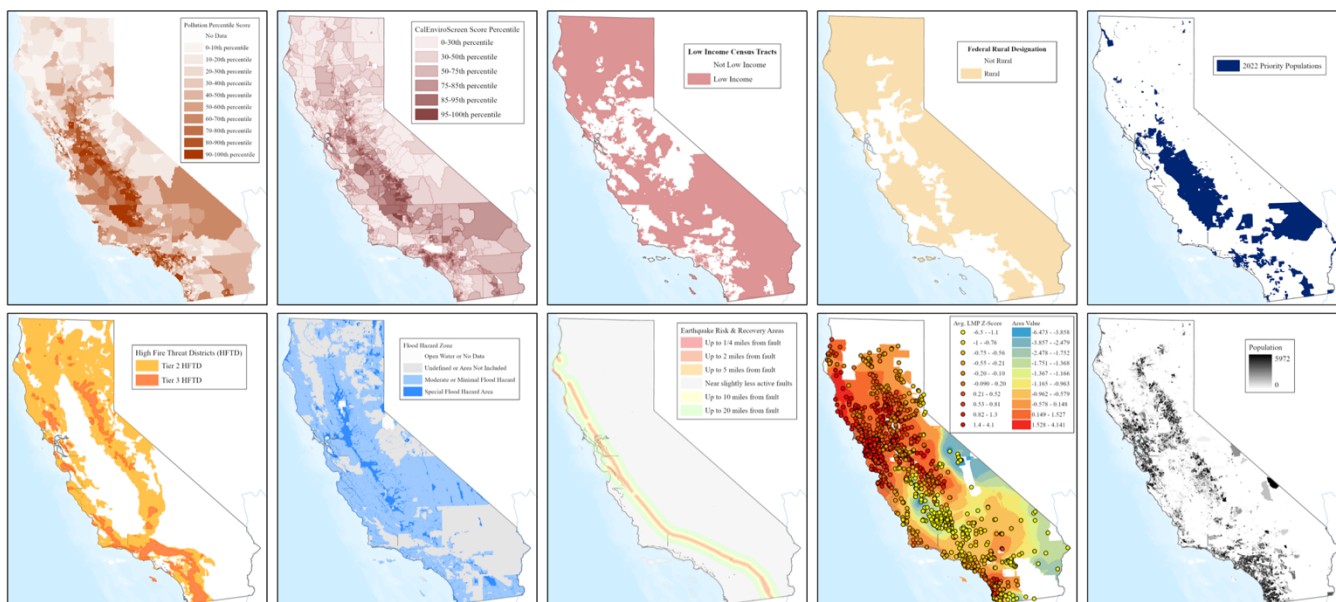 Pollution Percentile Score
No Data
0-10th percentile
10-20th percentile
20-30th percentile
30-40th percentile
40-50th percentile
50-60th percentile
60-70th percentile
70-80th percentile
80-90th percentile
90-100th percentile
CalEnviroScreen Score Percentile
0-30th percentile
30-50th percentile
50-75th percentile
75-85th percentile
85-95th percentile
95-100th percentile
Low Income Census Tracts
Not Low Income
Low Income
Federal Rural Designation
Not Rural
Rural
2022 Priority Populations
High Fire Threat Districts (HFTD)
Tier 2 HFTD
Tier 3 HFTD
Flood Hazard Zone
Open Water or No Data
Undefined or Area Not Included
Moderate or Minimal Flood Hazard
Special Flood Hazard Area
Earthquake Risk & Recovery Areas
Up to 1/4 miles from fault
Up to 2 miles from fault
Up to 5 miles from fault
Near slightly less active faults
Up to 10 miles from fault
Up to 20 miles from fault
Avg. LMP Z-Score
-6.5 - -1.1
-1 - -0.76
-0.75 - -0.56
-0.55 - -0.21
-0.20 - -0.10
-0.090 - 0.20
0.21 - 0.52
0.53 - 0.81
0.82 - 1.3
1.4 - 4.1
Area Value
-6.473 - -3.858
-3.857 - -2.479
-2.478 - -1.752
-1.751 - -1.368
-1.367 - -1.166
-1.165 - -0.963
-0.962 - -0.579
-0.578 - 0.148
0.149 - 1.527
1.528 - 4.141
Population
5972
0